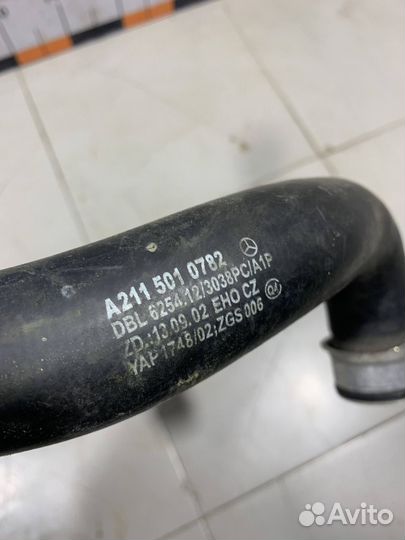 A211 501 0782
DBL 6254.12/3038PC/A1P
ZD.:13.09.02 EHO CZ
YAP 1748/02;ZGS 006
Avito